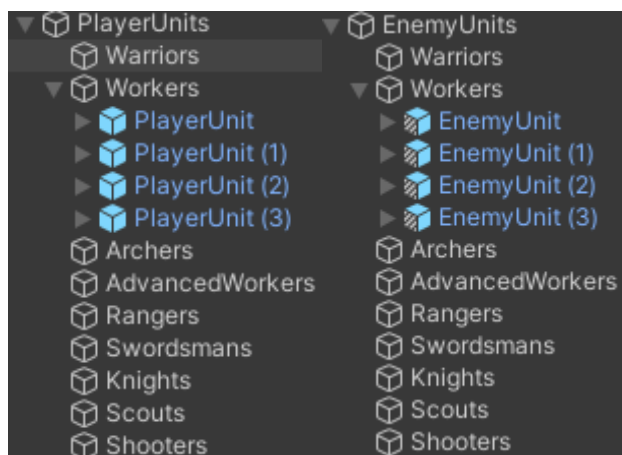 PlayerUnits
Warriors
Workers
PlayerUnit
PlayerUnit (1)
PlayerUnit (2)
PlayerUnit (3)
Archers
AdvancedWorkers
Rangers
Swordsmans
Knights
Scouts
Shooters
EnemyUnits
Warriors
Workers
EnemyUnit
EnemyUnit (1)
EnemyUnit (2)
EnemyUnit (3)
Archers
AdvancedWorkers
Rangers
Swordsmans
Knights
Scouts
Shooters